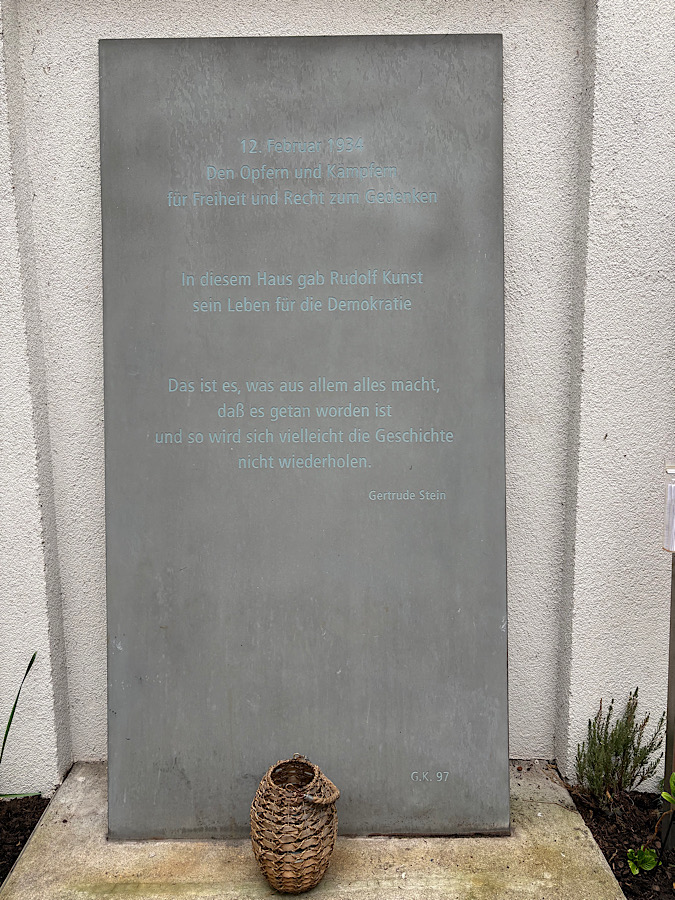 12. Februar 1934
Den Opfern und Kämpfern
für Freiheit und Recht zum Gedenken
In diesem Haus gab Rudolf Kunst
sein Leben für die Demokratie
Das ist es, was aus allem alles macht,
daß es getan worden ist
und so wird sich vielleicht die Geschichte
nicht wiederholen.
Gertrude Stein
G.K. 97